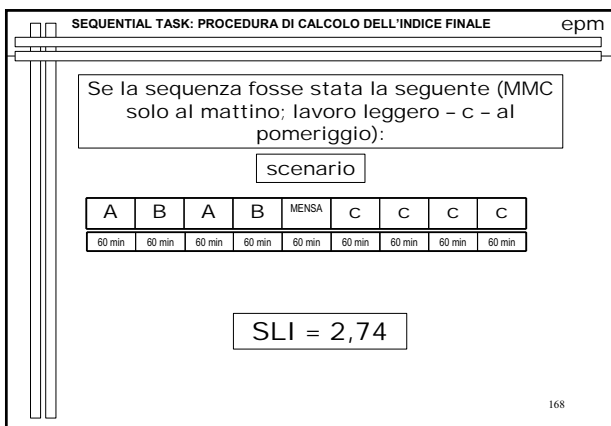 SEQUENTIAL TASK: PROCEDURA DI CALCOLO DELL'INDICE FINALE
epm
Se la sequenza fosse stata la seguente (MMC
solo al mattino; lavoro leggero – c – al
pomeriggio):
scenario
A B A B MENSA c c c c
60 min 60 min 60 min 60 min 60 min 60 min 60 min 60 min 60 min
SLI = 2,74
168